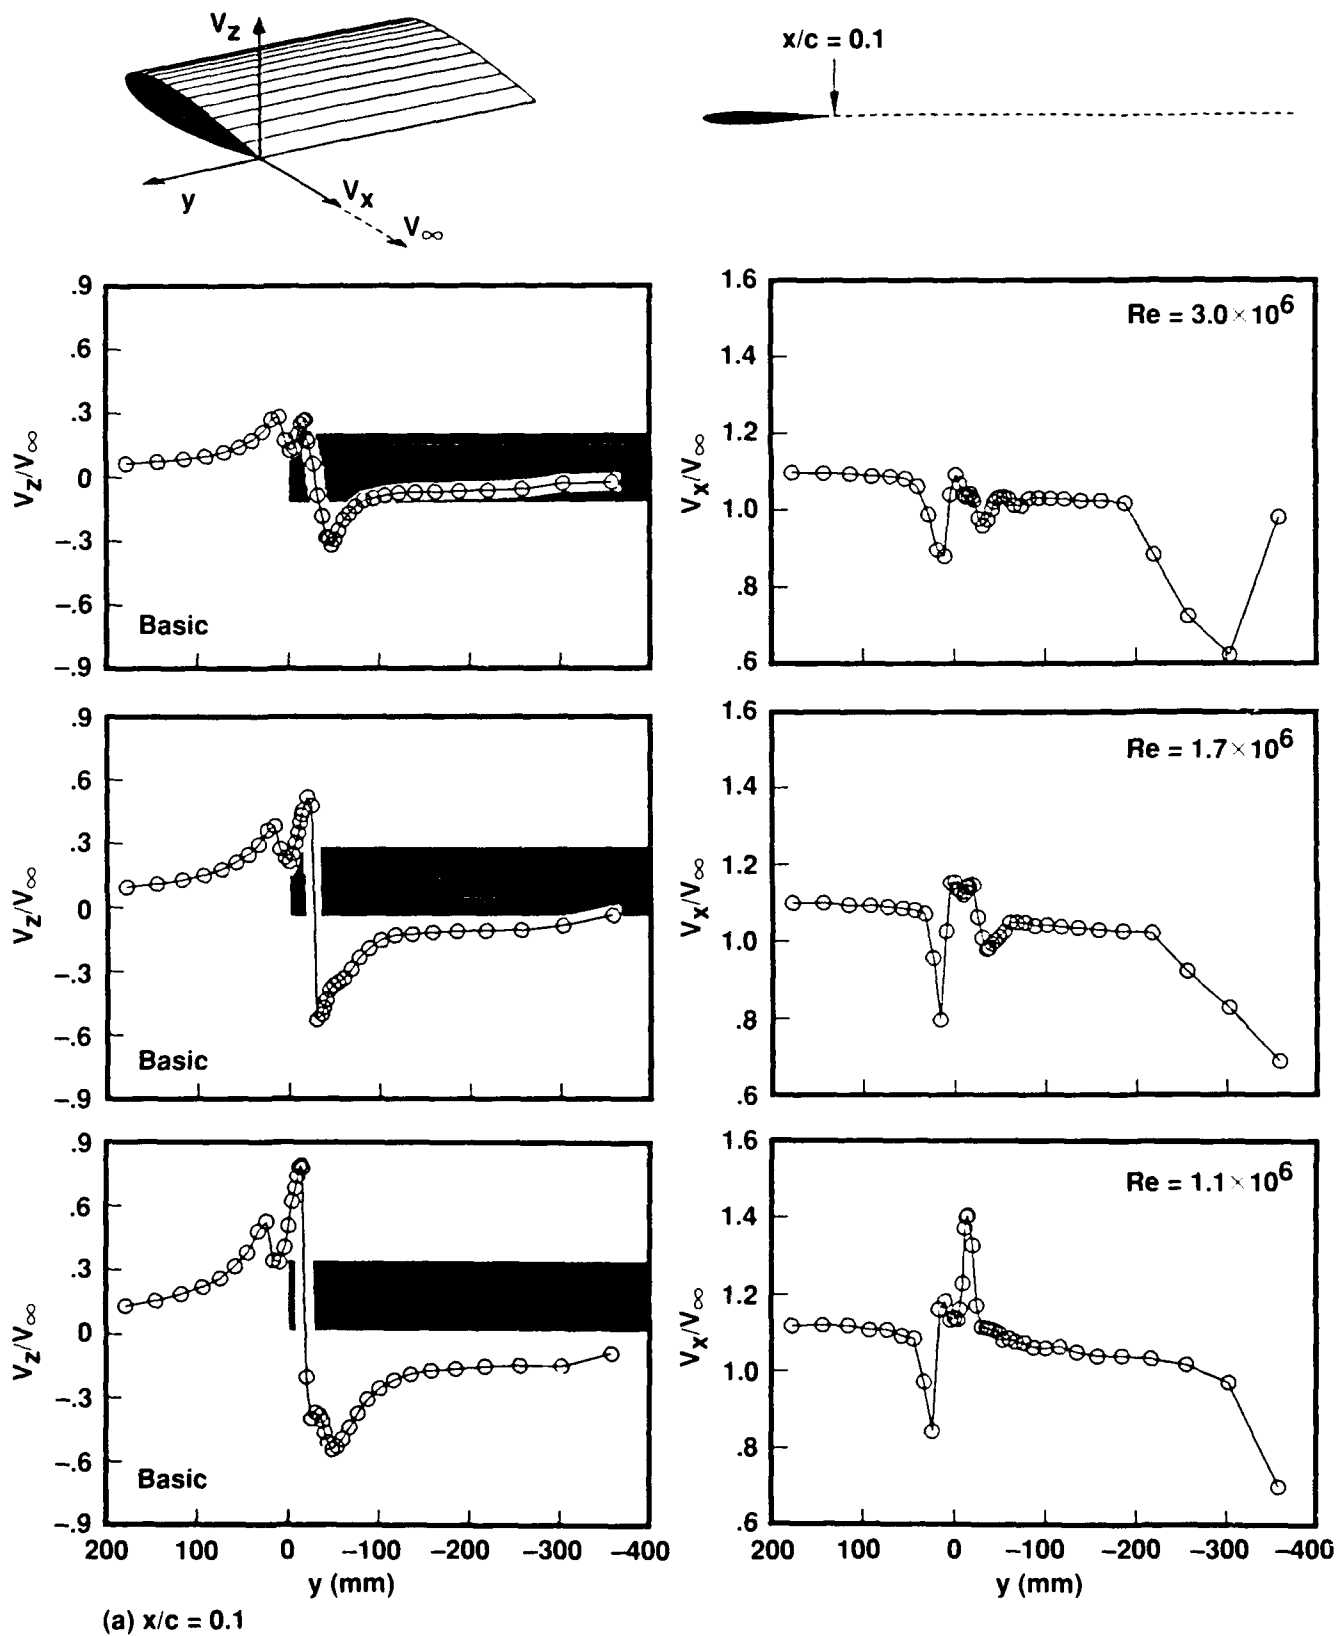 V_z
y
V_x
V_∞
x/c = 0.1
.9
.6
.3
0
−.3
−.6
−.9
V_z/V_∞
Basic
1.6
1.4
1.2
1.0
.8
.6
V_x/V_∞
Re = 3.0 × 10^6
.9
.6
.3
0
−.3
−.6
−.9
V_z/V_∞
Basic
1.6
1.4
1.2
1.0
.8
.6
V_x/V_∞
Re = 1.7 × 10^6
.9
.6
.3
0
−.3
−.6
−.9
V_z/V_∞
Basic
200 100 0 −100 −200 −300 −400
y (mm)
1.6
1.4
1.2
1.0
.8
.6
V_x/V_∞
Re = 1.1 × 10^6
200 100 0 −100 −200 −300 −400
y (mm)
(a) x/c = 0.1